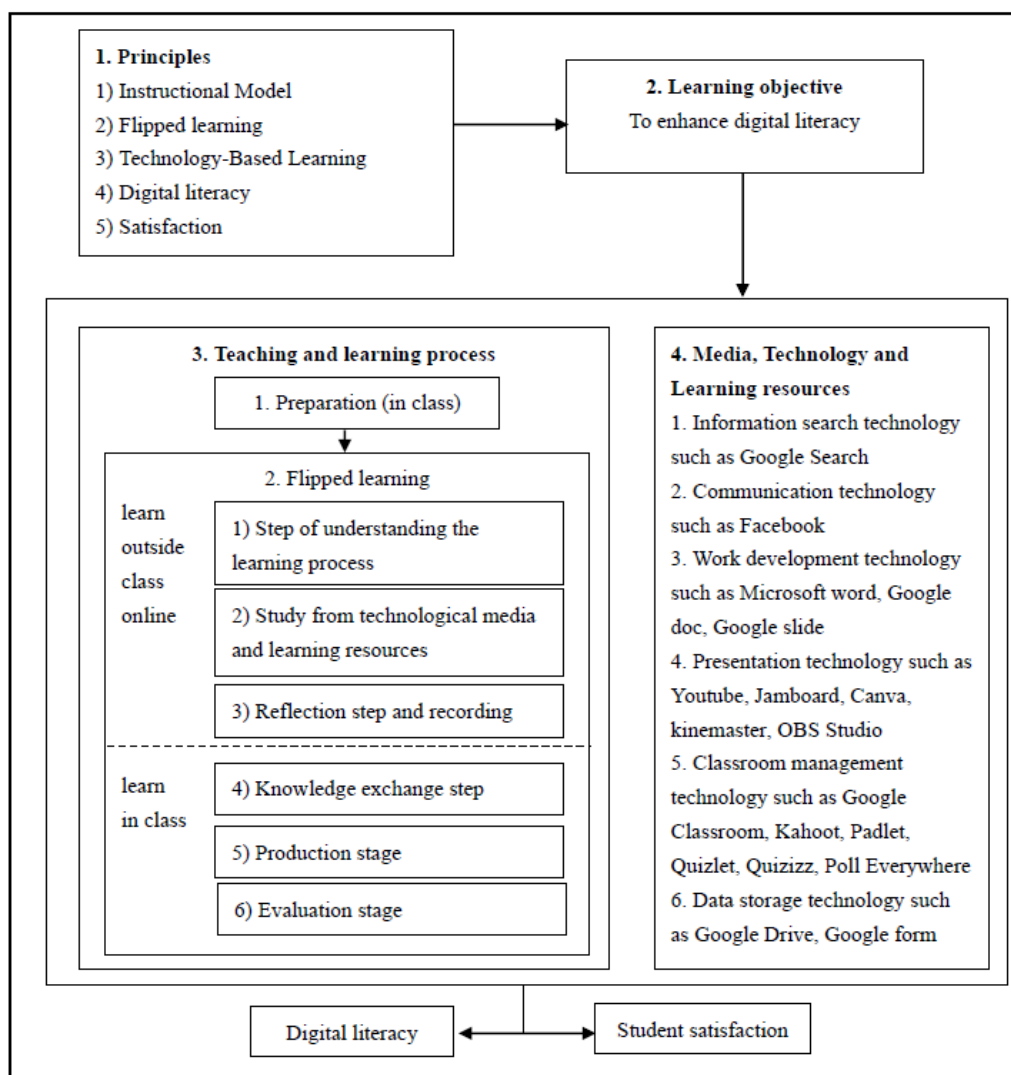 1. Principles
1) Instructional Model
2) Flipped learning
3) Technology-Based Learning
4) Digital literacy
5) Satisfaction
2. Learning objective
To enhance digital literacy
3. Teaching and learning process
1. Preparation (in class)
2. Flipped learning
learn
outside
class
online
1) Step of understanding the
learning process
2) Study from technological media
and learning resources
3) Reflection step and recording
learn
in class
4) Knowledge exchange step
5) Production stage
6) Evaluation stage
4. Media, Technology and
Learning resources
1. Information search technology
such as Google Search
2. Communication technology
such as Facebook
3. Work development technology
such as Microsoft word, Google
doc, Google slide
4. Presentation technology such as
Youtube, Jamboard, Canva,
kinemaster, OBS Studio
5. Classroom management
technology such as Google
Classroom, Kahoot, Padlet,
Quizlet, Quizizz, Poll Everywhere
6. Data storage technology such
as Google Drive, Google form
Digital literacy
Student satisfaction